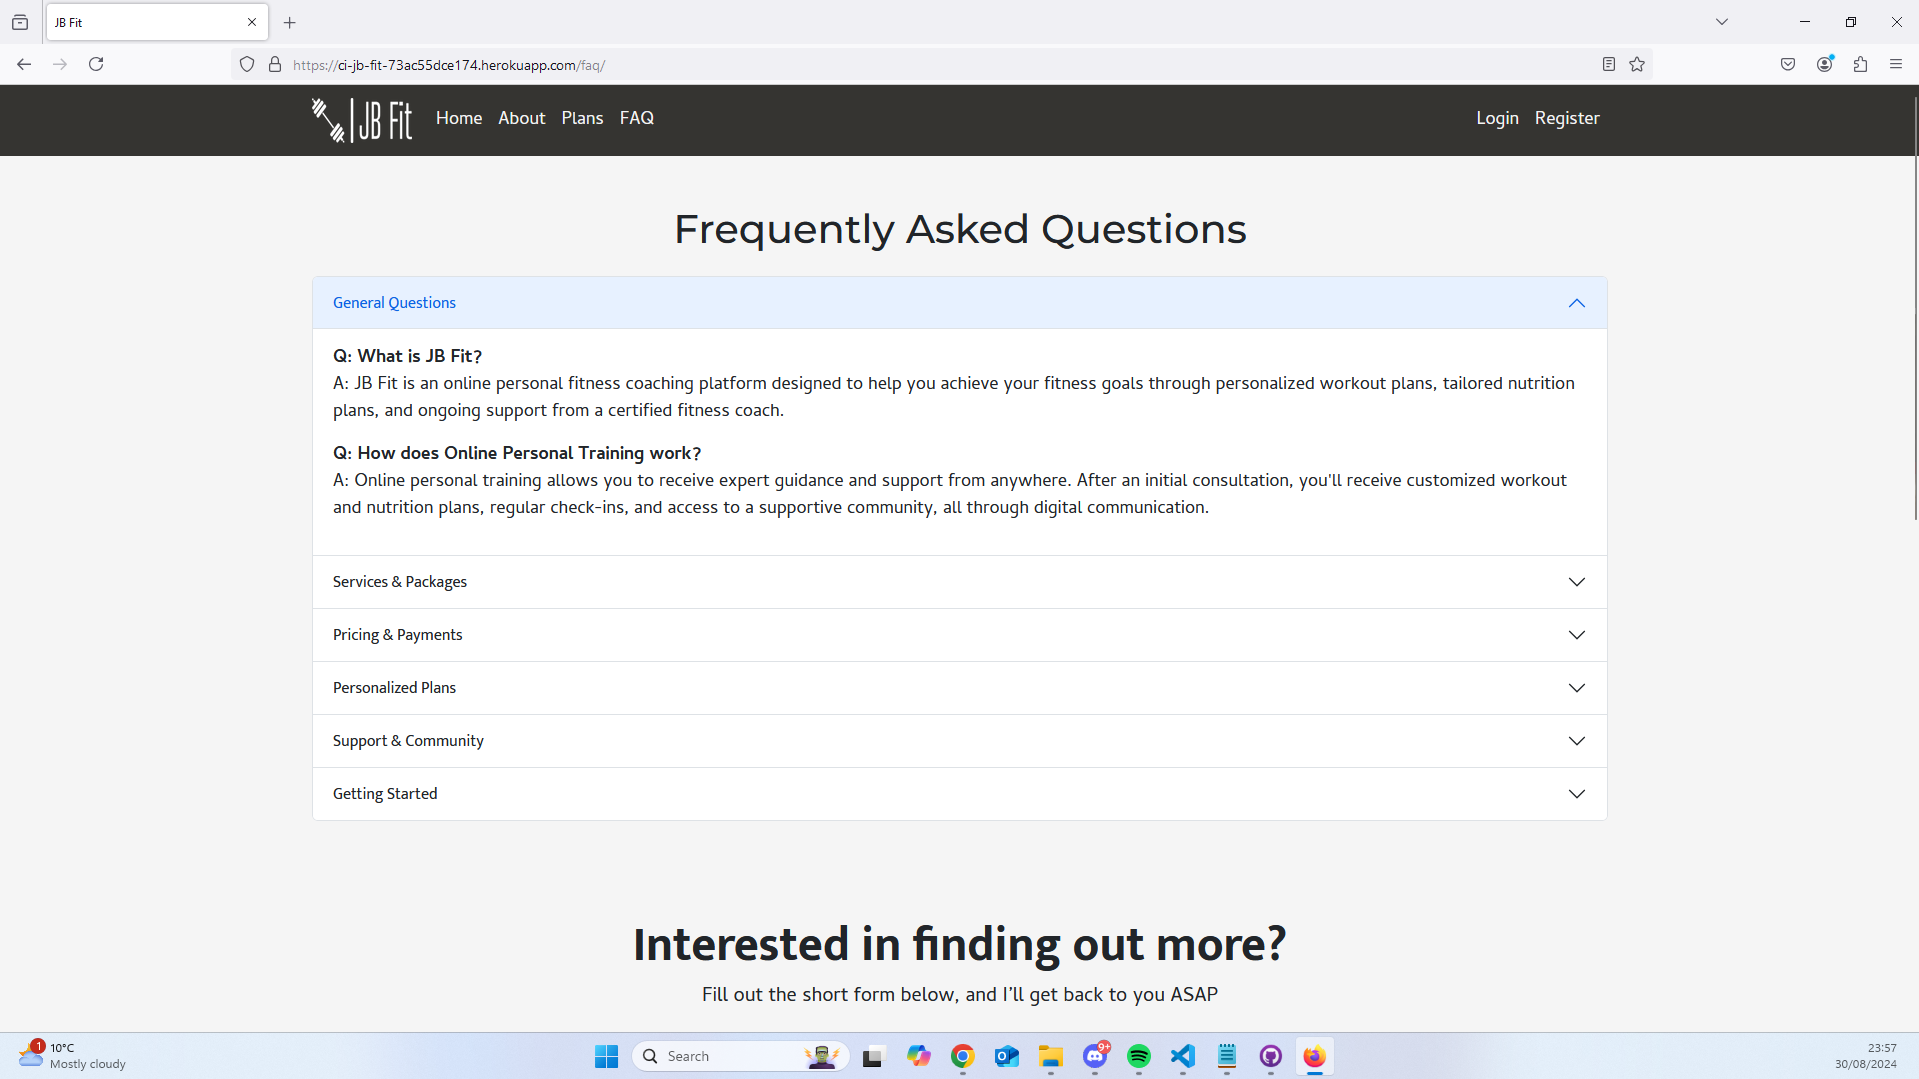 JB Fit
https://ci-jb-fit-73ac55dce174.herokuapp.com/faq/
JB Fit Home About Plans FAQ Login Register
Frequently Asked Questions
General Questions
Q: What is JB Fit?
A: JB Fit is an online personal fitness coaching platform designed to help you achieve your fitness goals through personalized workout plans, tailored nutrition
plans, and ongoing support from a certified fitness coach.
Q: How does Online Personal Training work?
A: Online personal training allows you to receive expert guidance and support from anywhere. After an initial consultation, you'll receive customized workout
and nutrition plans, regular check-ins, and access to a supportive community, all through digital communication.
Services & Packages
Pricing & Payments
Personalized Plans
Support & Community
Getting Started
Interested in finding out more?
Fill out the short form below, and I’ll get back to you ASAP
1 10°C
Mostly cloudy
Search
9+
23:57
30/08/2024